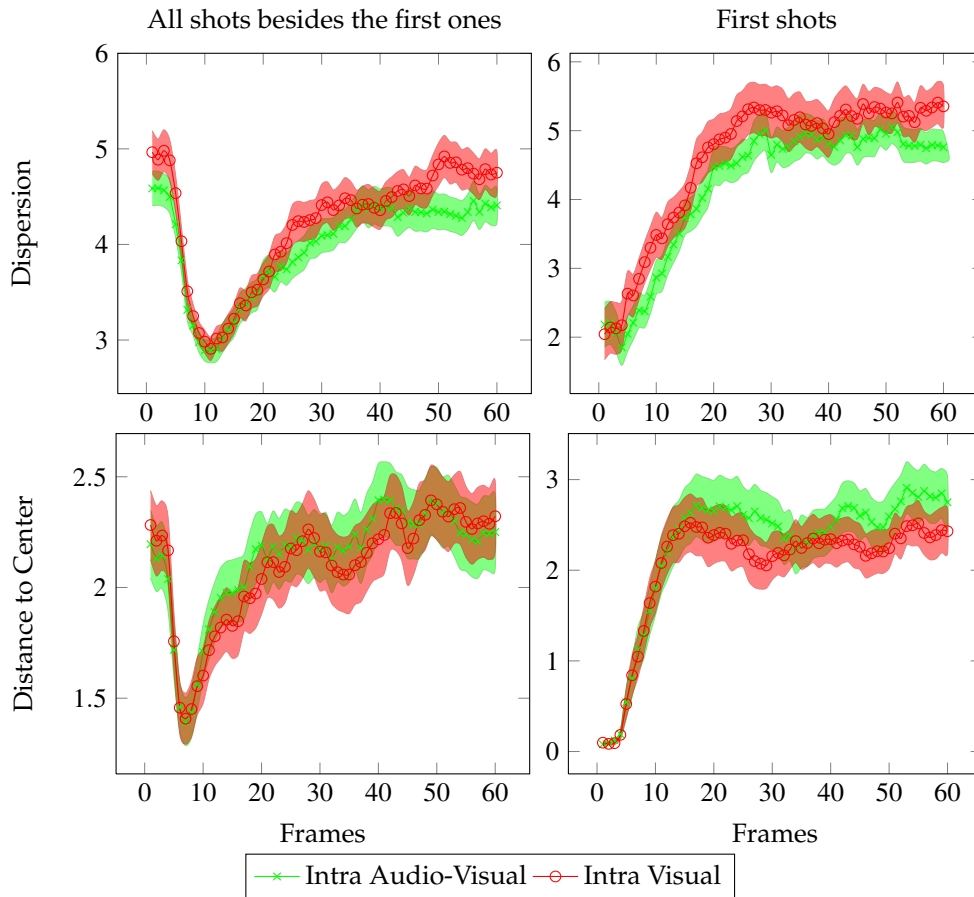 All shots besides the first ones
First shots
Dispersion
6
5
4
3
0 10 20 30 40 50 60
6
5
4
3
2
0 10 20 30 40 50 60
Distance to Center
2.5
2
1.5
0 10 20 30 40 50 60
Frames
3
2
1
0
0 10 20 30 40 50 60
Frames
Intra Audio-Visual Intra Visual